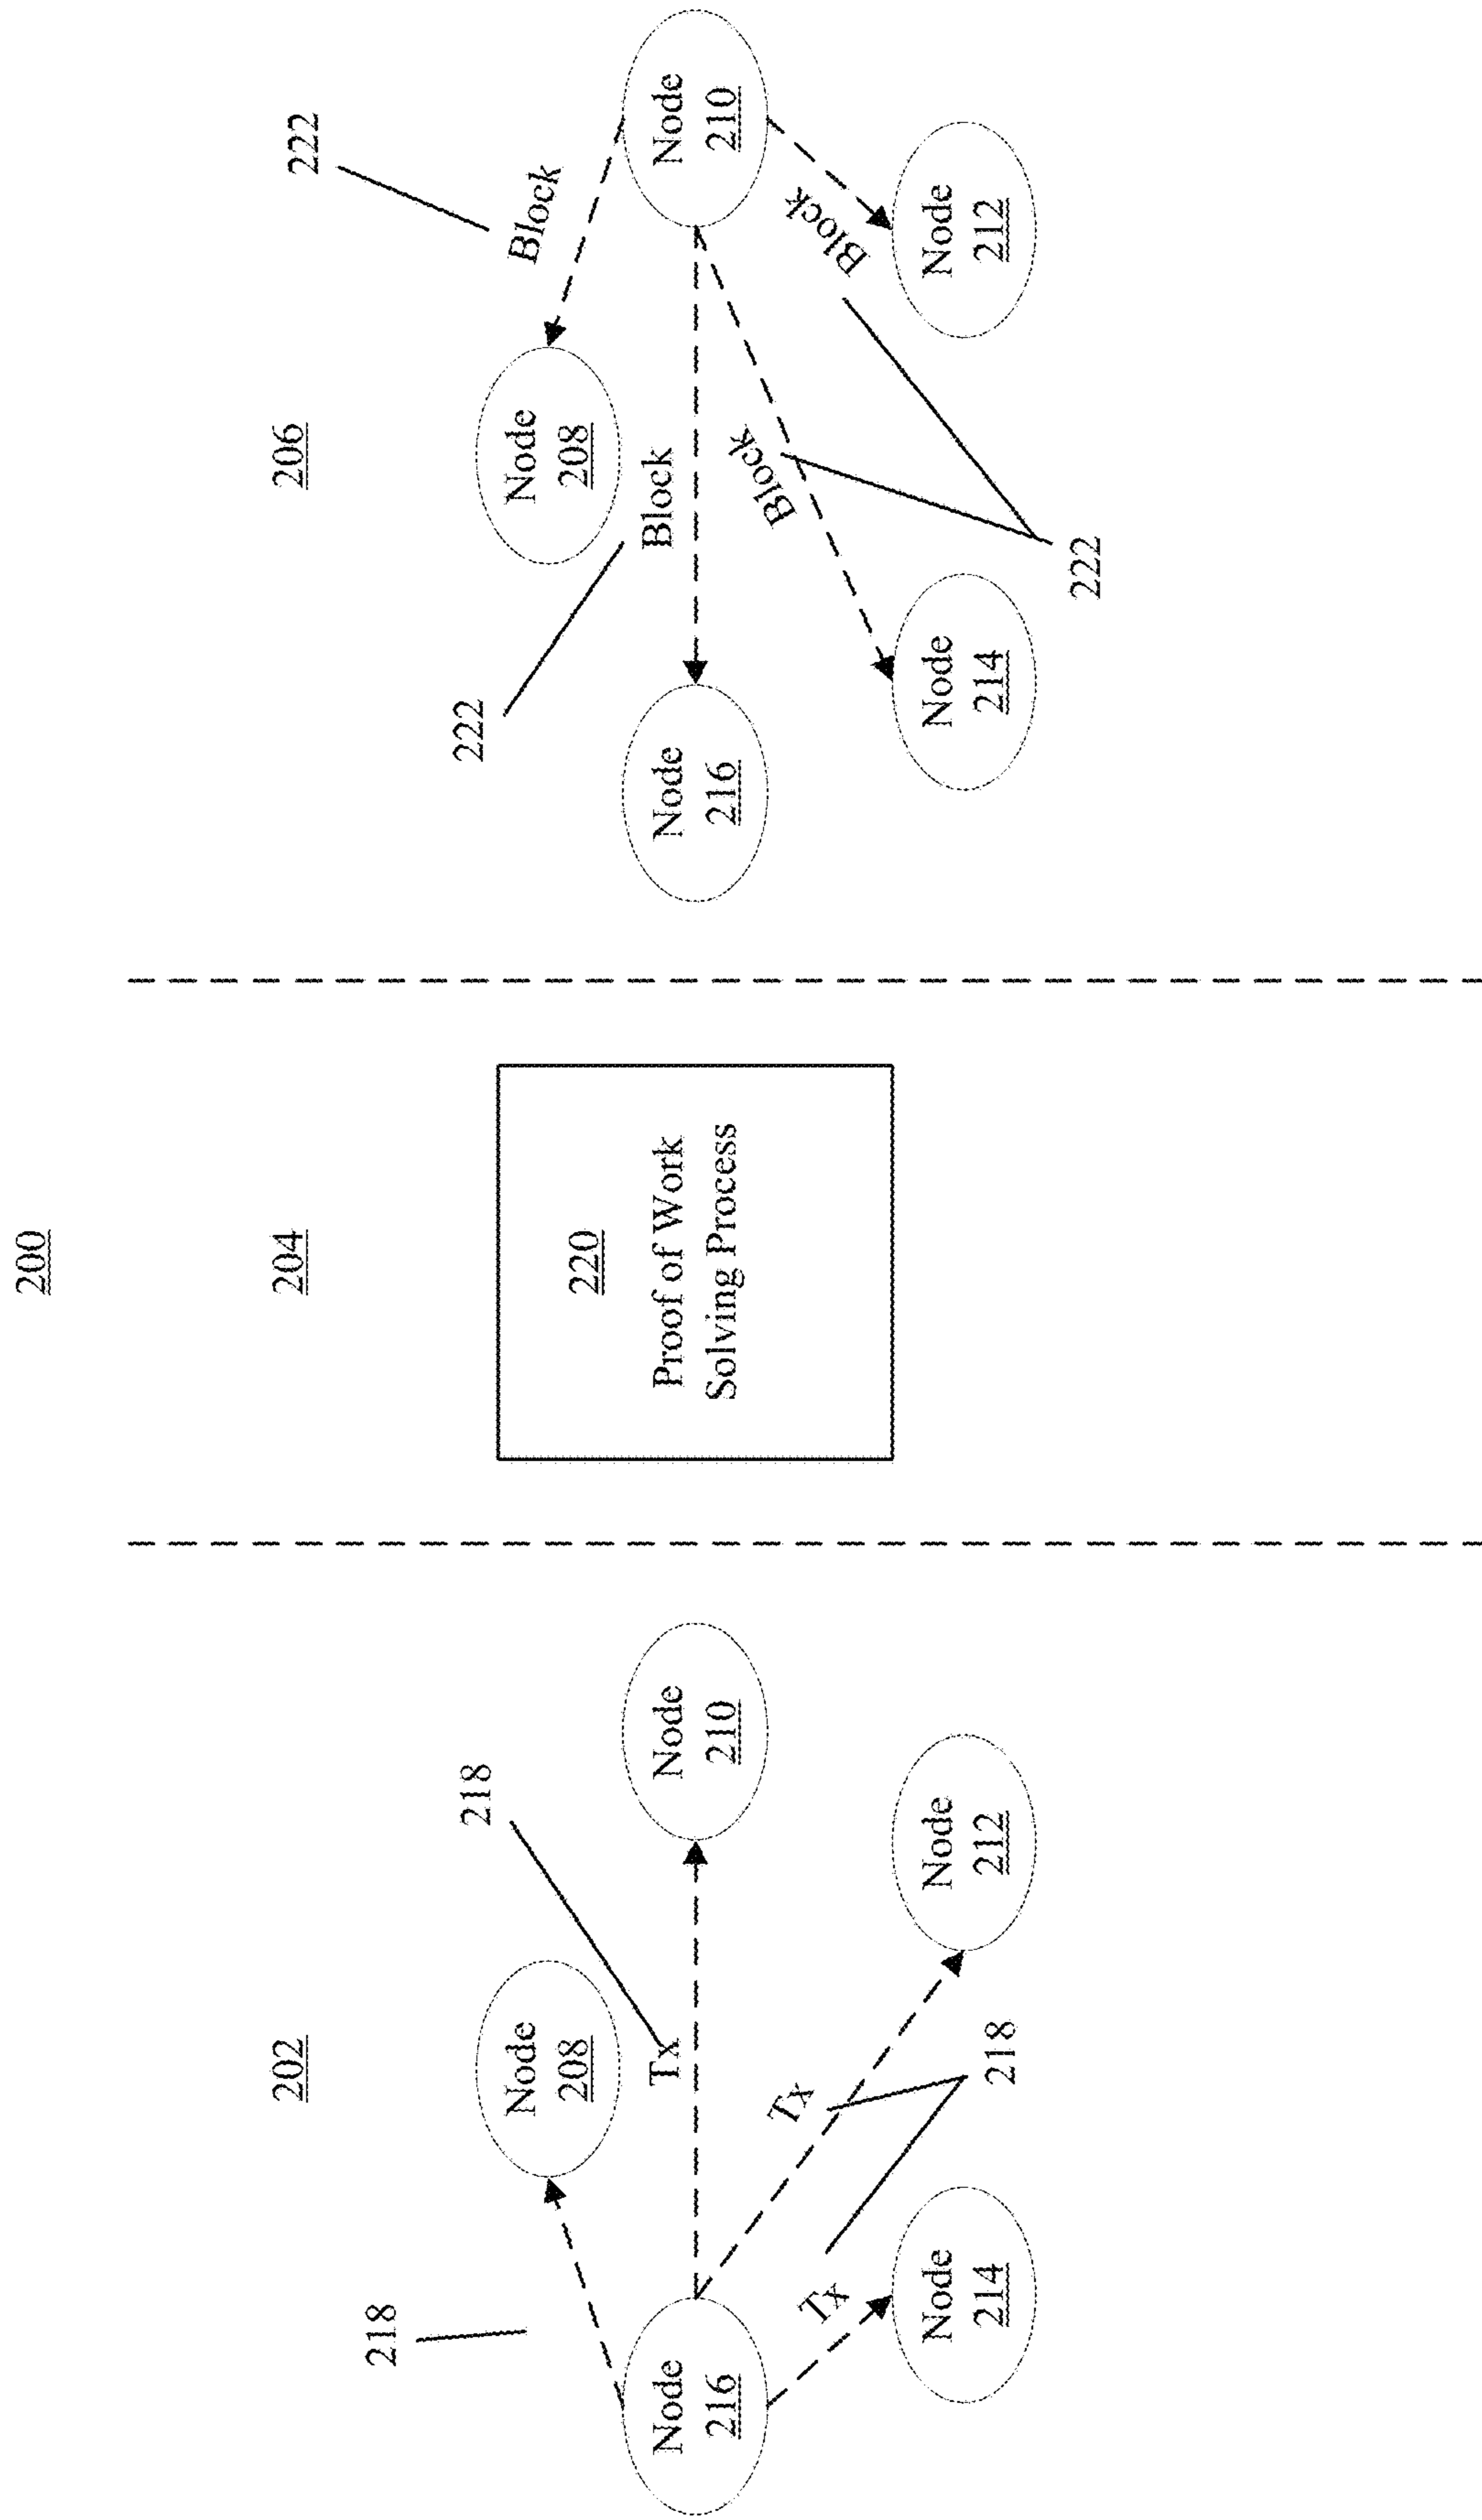 200
202
204
206
218
Node
208
218
Node
216
Tx
Node
210
Tx
Tx
Node
214
Node
212
218
220
Proof of Work
Solving Process
222
Block
222
Node
208
Block
Node
216
Node
210
Block
Block
Node
214
Node
212
222